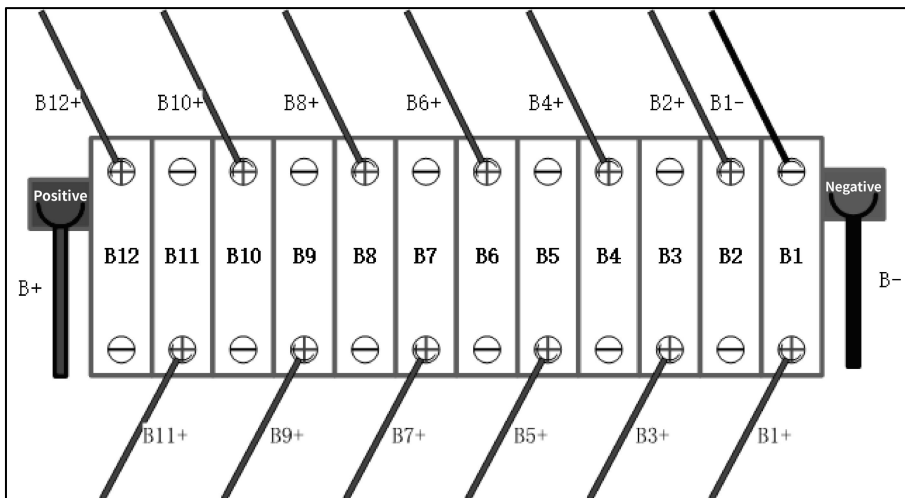 B12+ B10+ B8+ B6+ B4+ B2+ B1-
Positive Negative
B12 B11 B10 B9 B8 B7 B6 B5 B4 B3 B2 B1
B+ B-
B11+ B9+ B7+ B5+ B3+ B1+